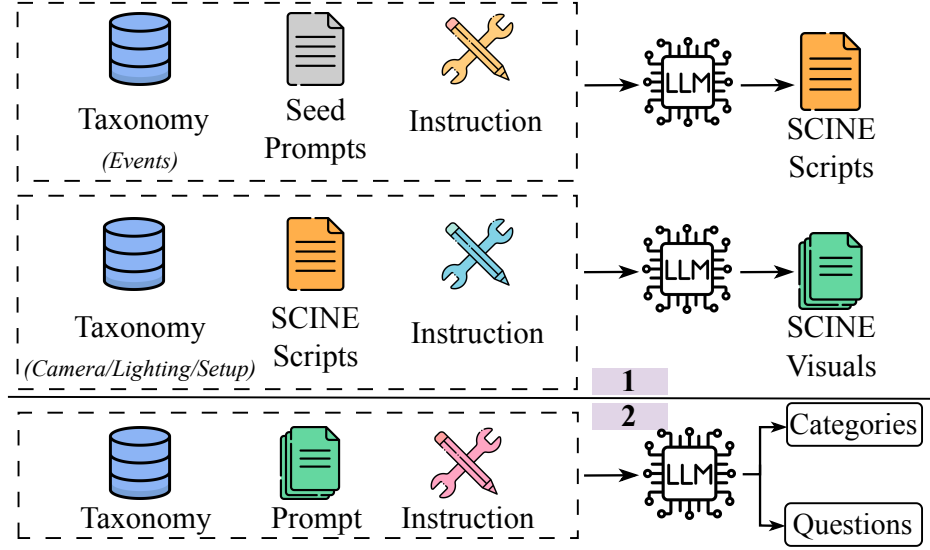 Taxonomy
(Events)
Seed
Prompts
Instruction
LLM
SCINE
Scripts
Taxonomy
(Camera/Lighting/Setup)
SCINE
Scripts
Instruction
LLM
SCINE
Visuals
1
2
Taxonomy
Prompt
Instruction
LLM
Categories
Questions